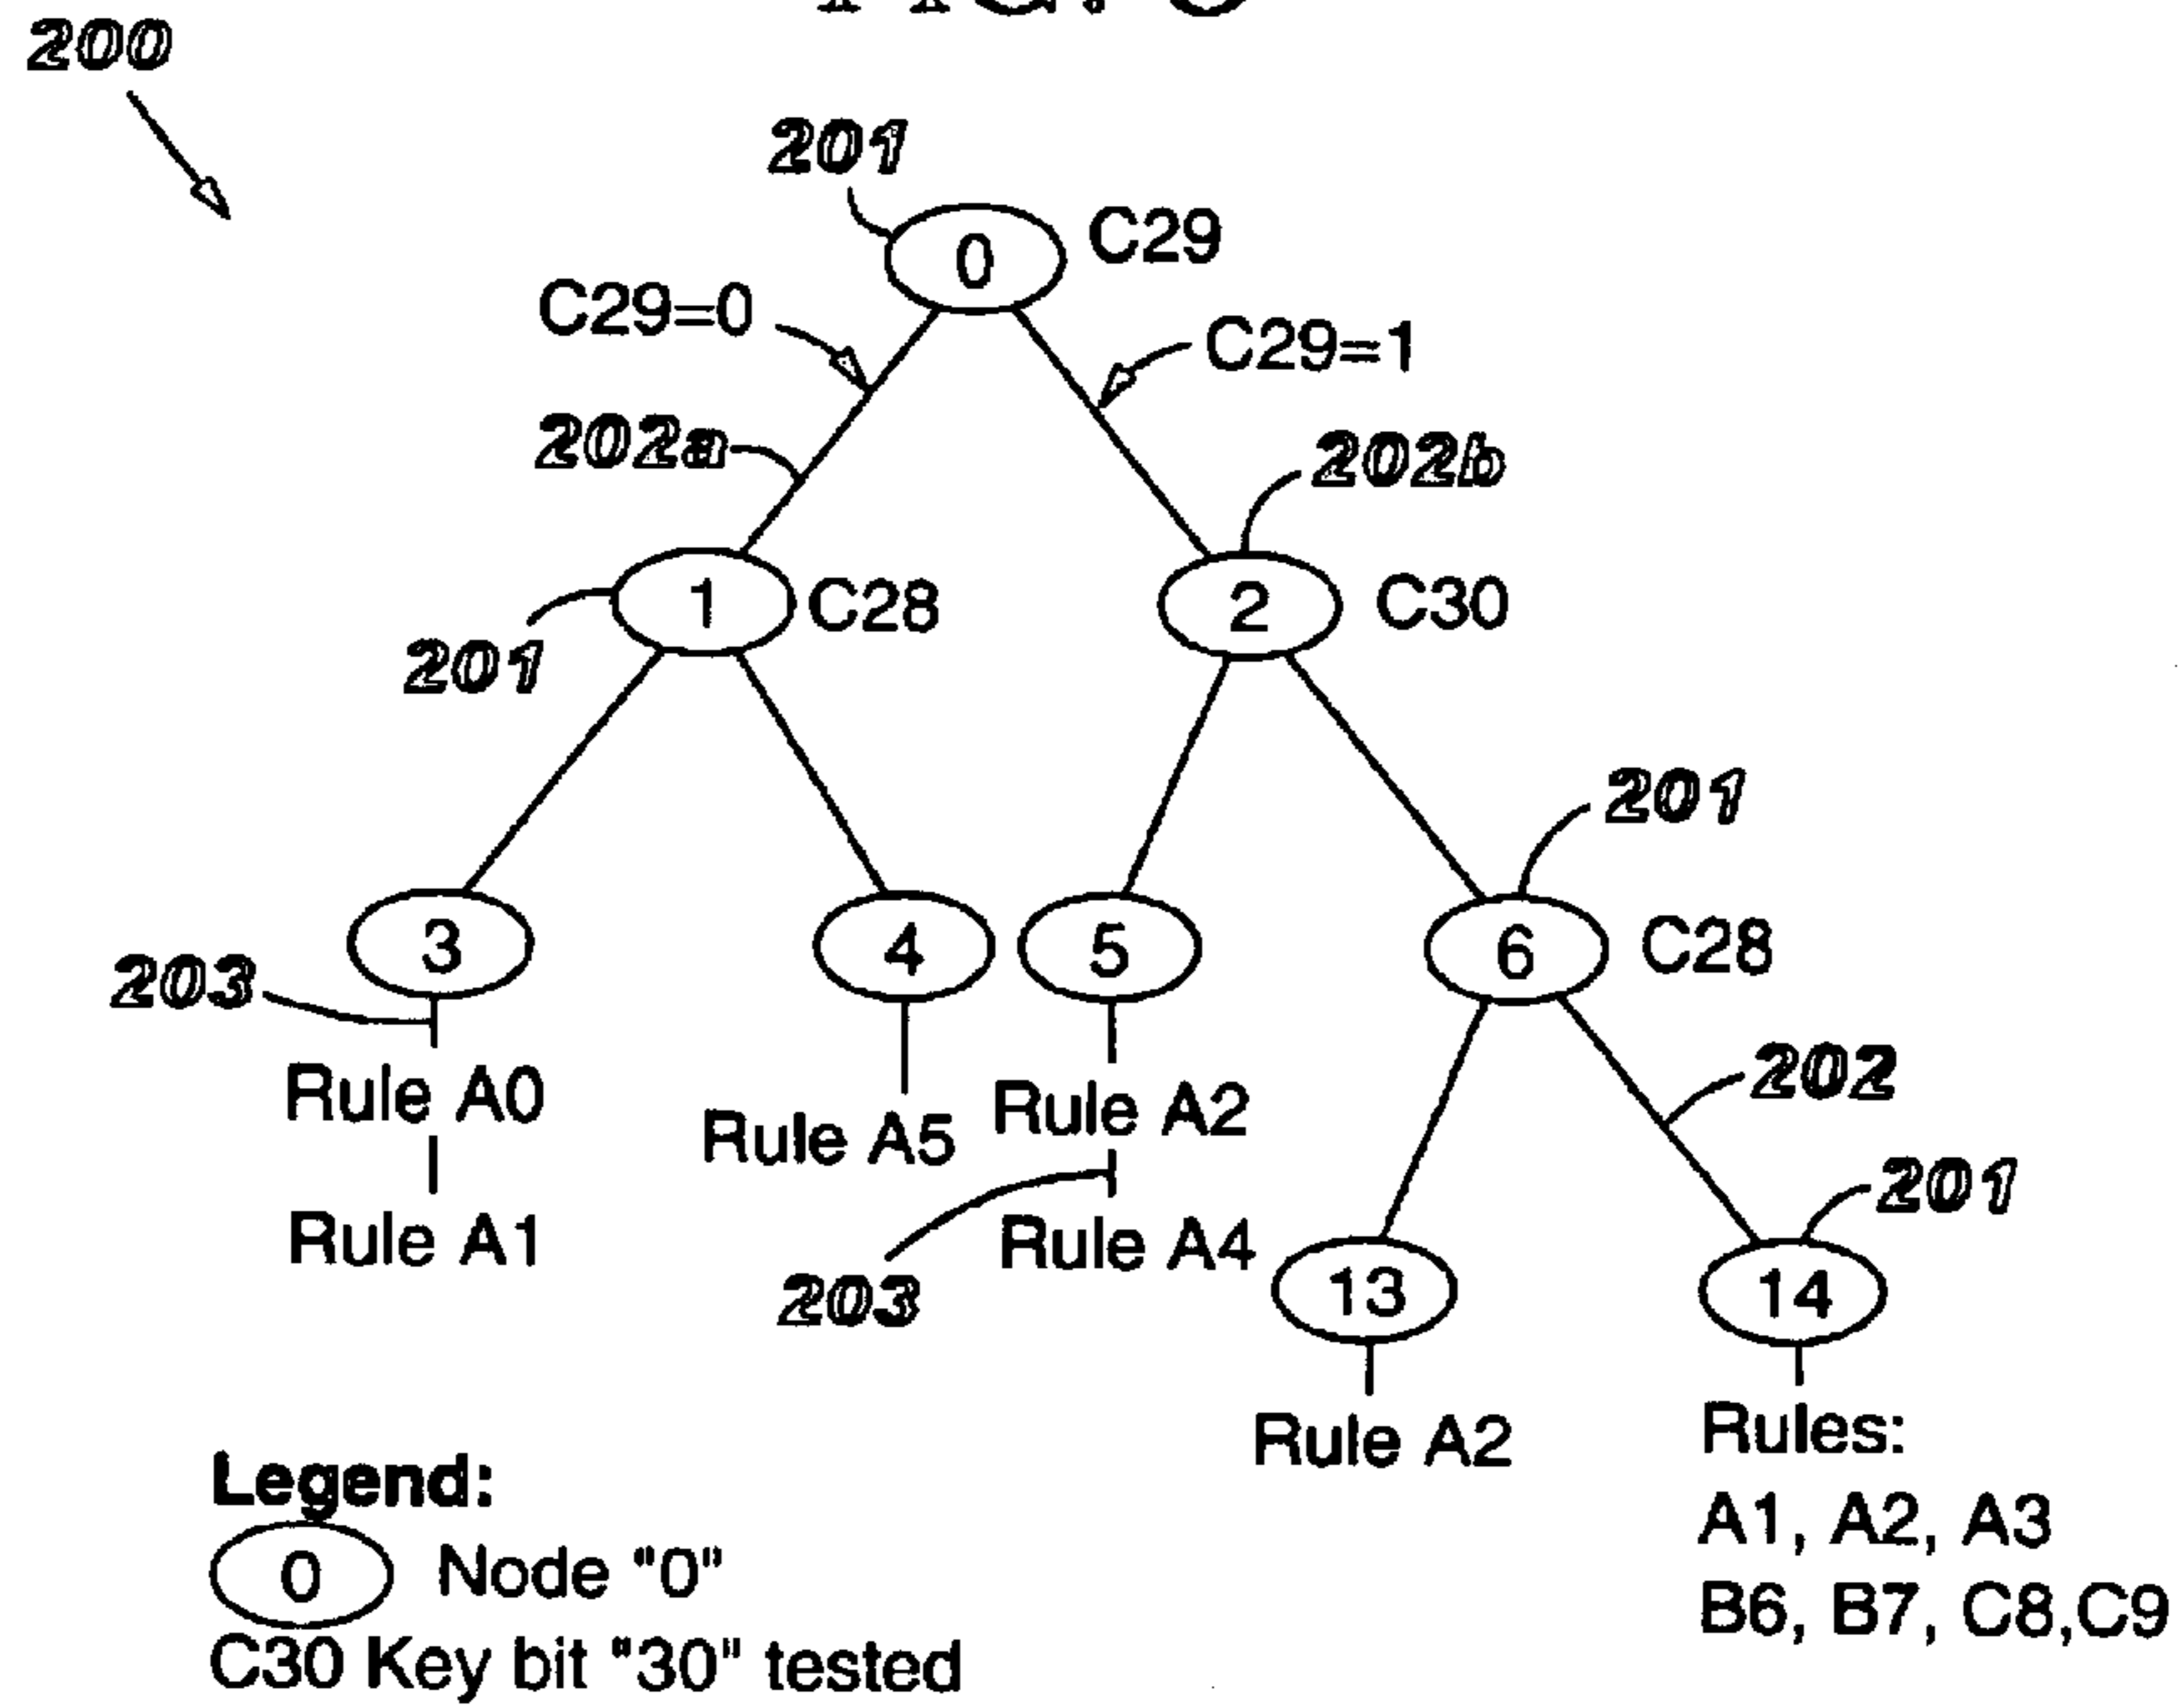 200
201
0 C29
C29=0
C29=1
202a
202b
1 C28
2 C30
201
201
3
4
5
6 C28
203
202
Rule A0
Rule A5
Rule A2
201
Rule A1
203
Rule A4
13
14
Rule A2
Rules:
A1, A2, A3
B6, B7, C8,C9
Legend:
0 Node "0"
C30 Key bit "30" tested